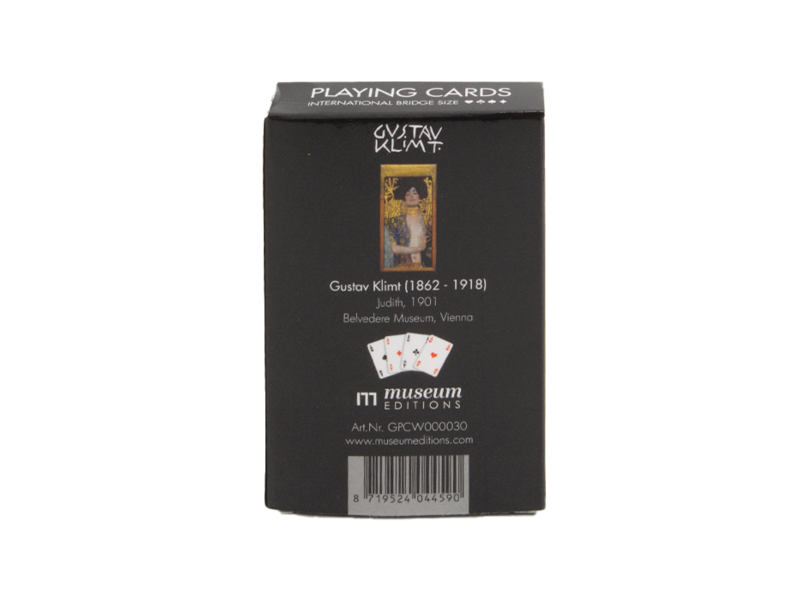 PLAYING CARDS
INTERNATIONAL BRIDGE SIZE ♥♣♠♦
GUSTAV
KLIMT
Gustav Klimt (1862 - 1918)
Judith, 1901
Belvedere Museum, Vienna
m museum
EDITIONS
Art.Nr. GPCW000030
www.museumeditions.com
8 719524 044590